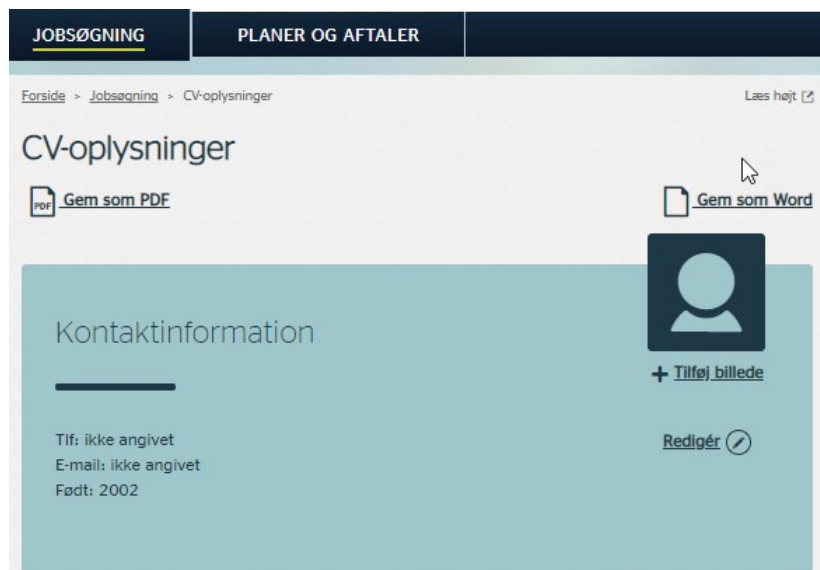 JOBSØGNING PLANER OG AFTALER
Forside > Jobsøgning > CV-oplysninger Læs højt
CV-oplysninger
PDF Gem som PDF Gem som Word
Kontaktinformation
+ Tilføj billede
Tlf: ikke angivet Redigér
E-mail: ikke angivet
Født: 2002